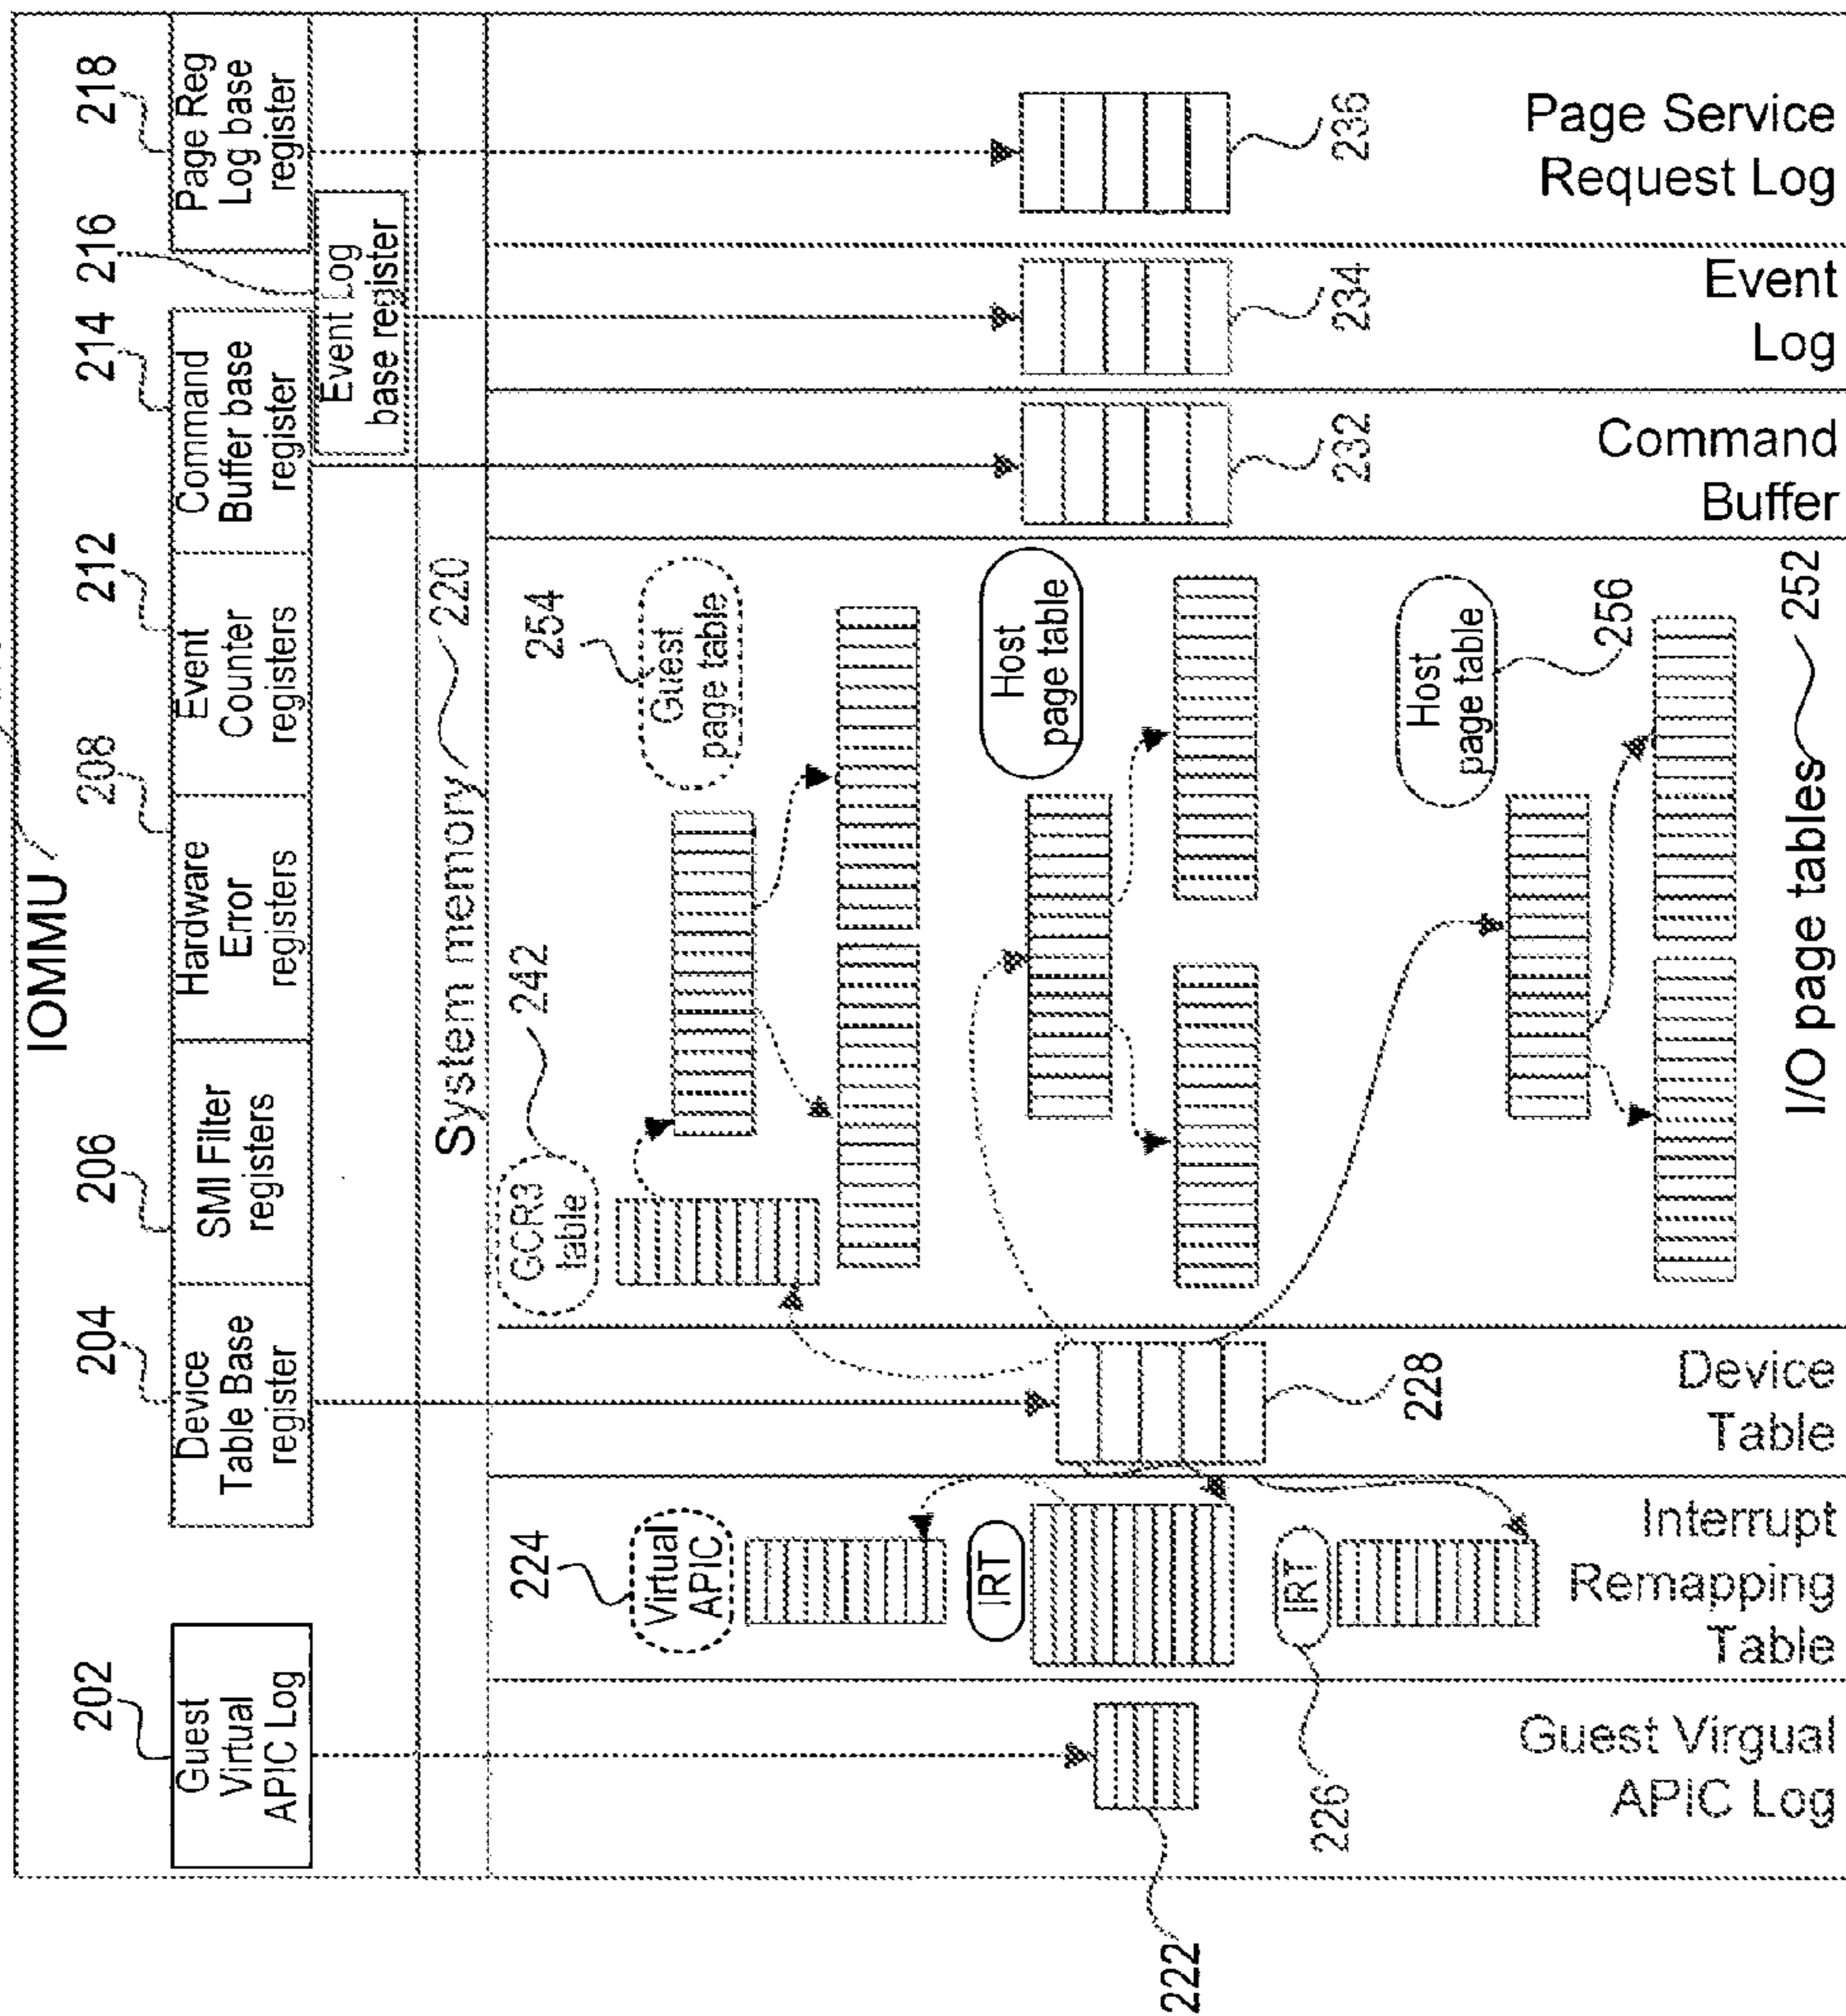 IOMMU
202
204
206
208
212
214
216
218
Guest
Virtual
APIC Log
Device
Table Base
register
SMI Filter
registers
Hardware
Error
registers
Event
Counter
registers
Command
Buffer base
register
Page Reg
Log base
register
Event Log
base register
System memory
220
224
Virtual
APIC
IRT
IRT
226
222
228
GCR3
table
242
254
Guest
page table
Host
page table
Host
page table
256
232
234
236
Guest Virgual
APIC Log
Interrupt
Remapping
Table
Device
Table
I/O page tables
252
Command
Buffer
Event
Log
Page Service
Request Log